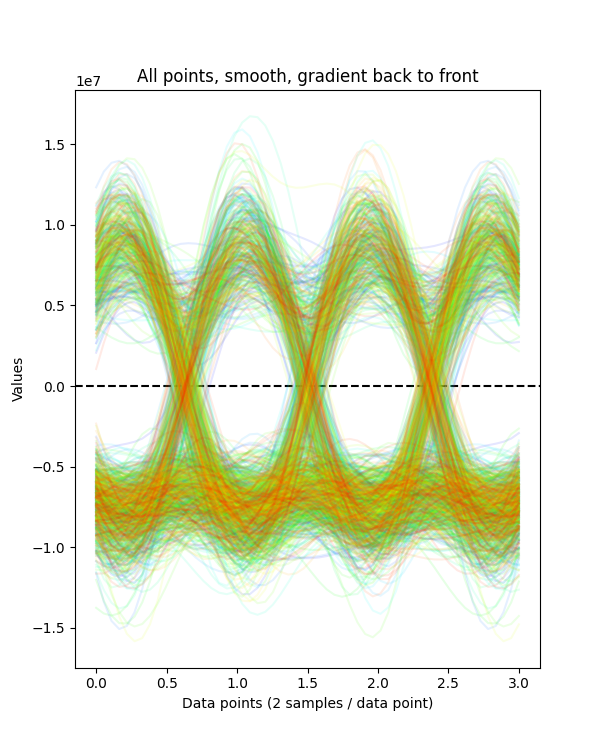 All points, smooth, gradient back to front
1e7
1.5
1.0
0.5
0.0
−0.5
−1.0
−1.5
Values
0.0 0.5 1.0 1.5 2.0 2.5 3.0
Data points (2 samples / data point)